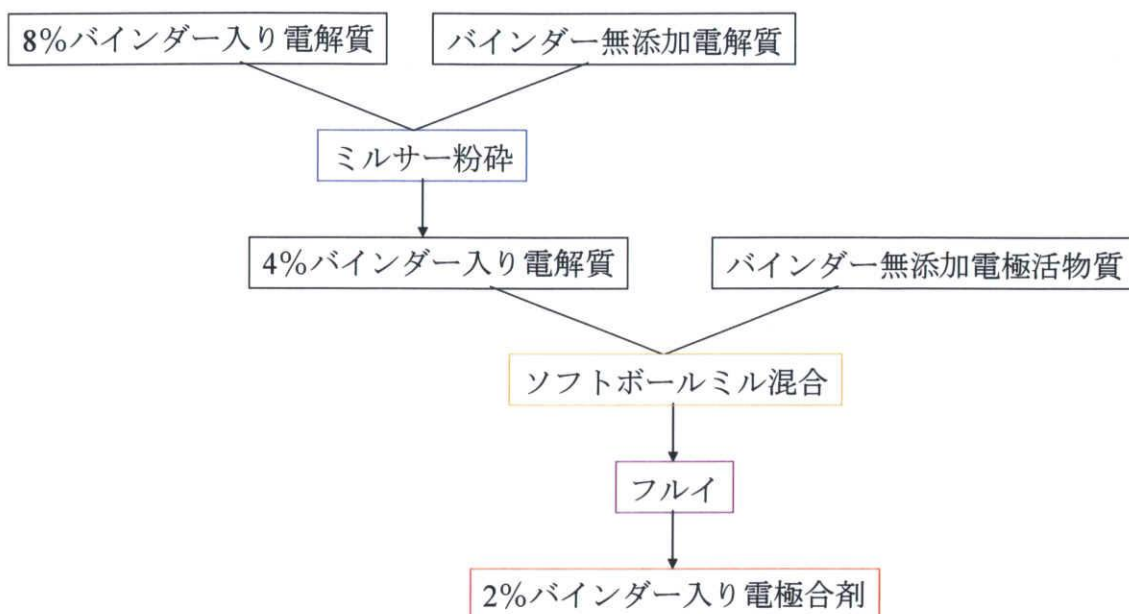 8%バインダー入り電解質
バインダー無添加電解質
ミルサー粉砕
4%バインダー入り電解質
バインダー無添加電極活物質
ソフトボールミル混合
フルイ
2%バインダー入り電極合剤